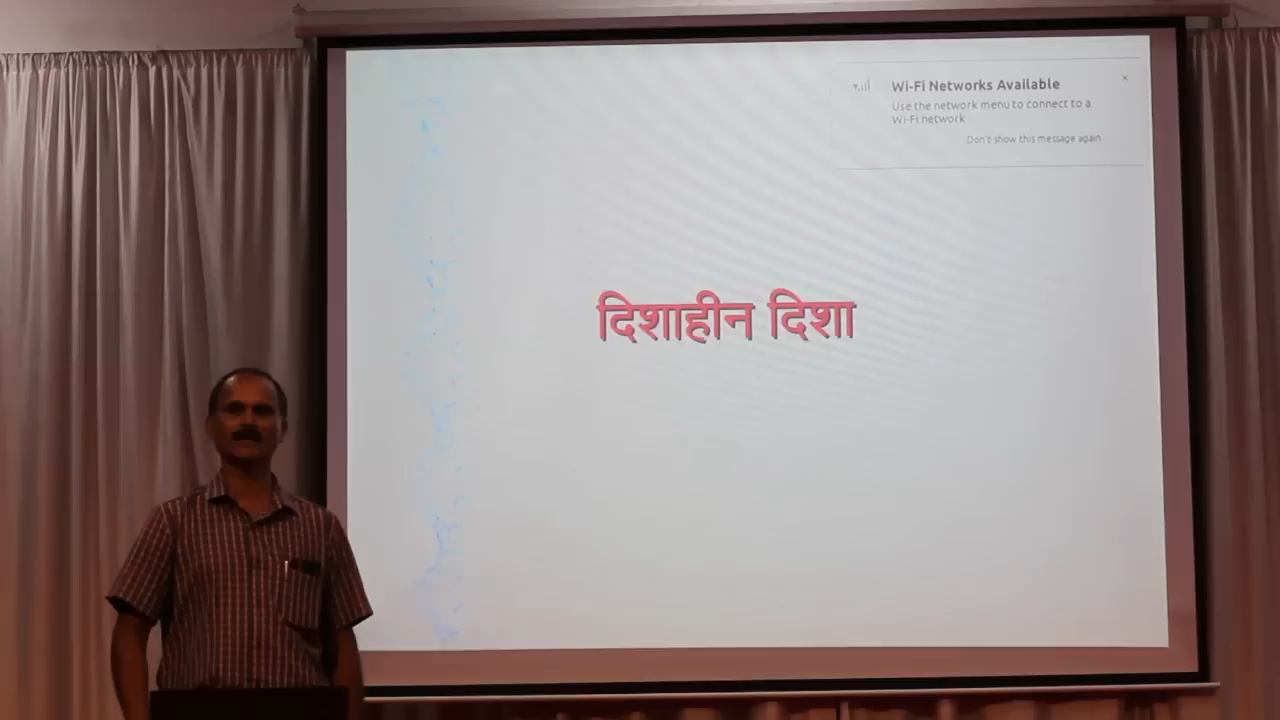 Wi-Fi Networks Available
Use the network menu to connect to a
Wi-Fi network
Don't show this message again
दिशाहीन दिशा